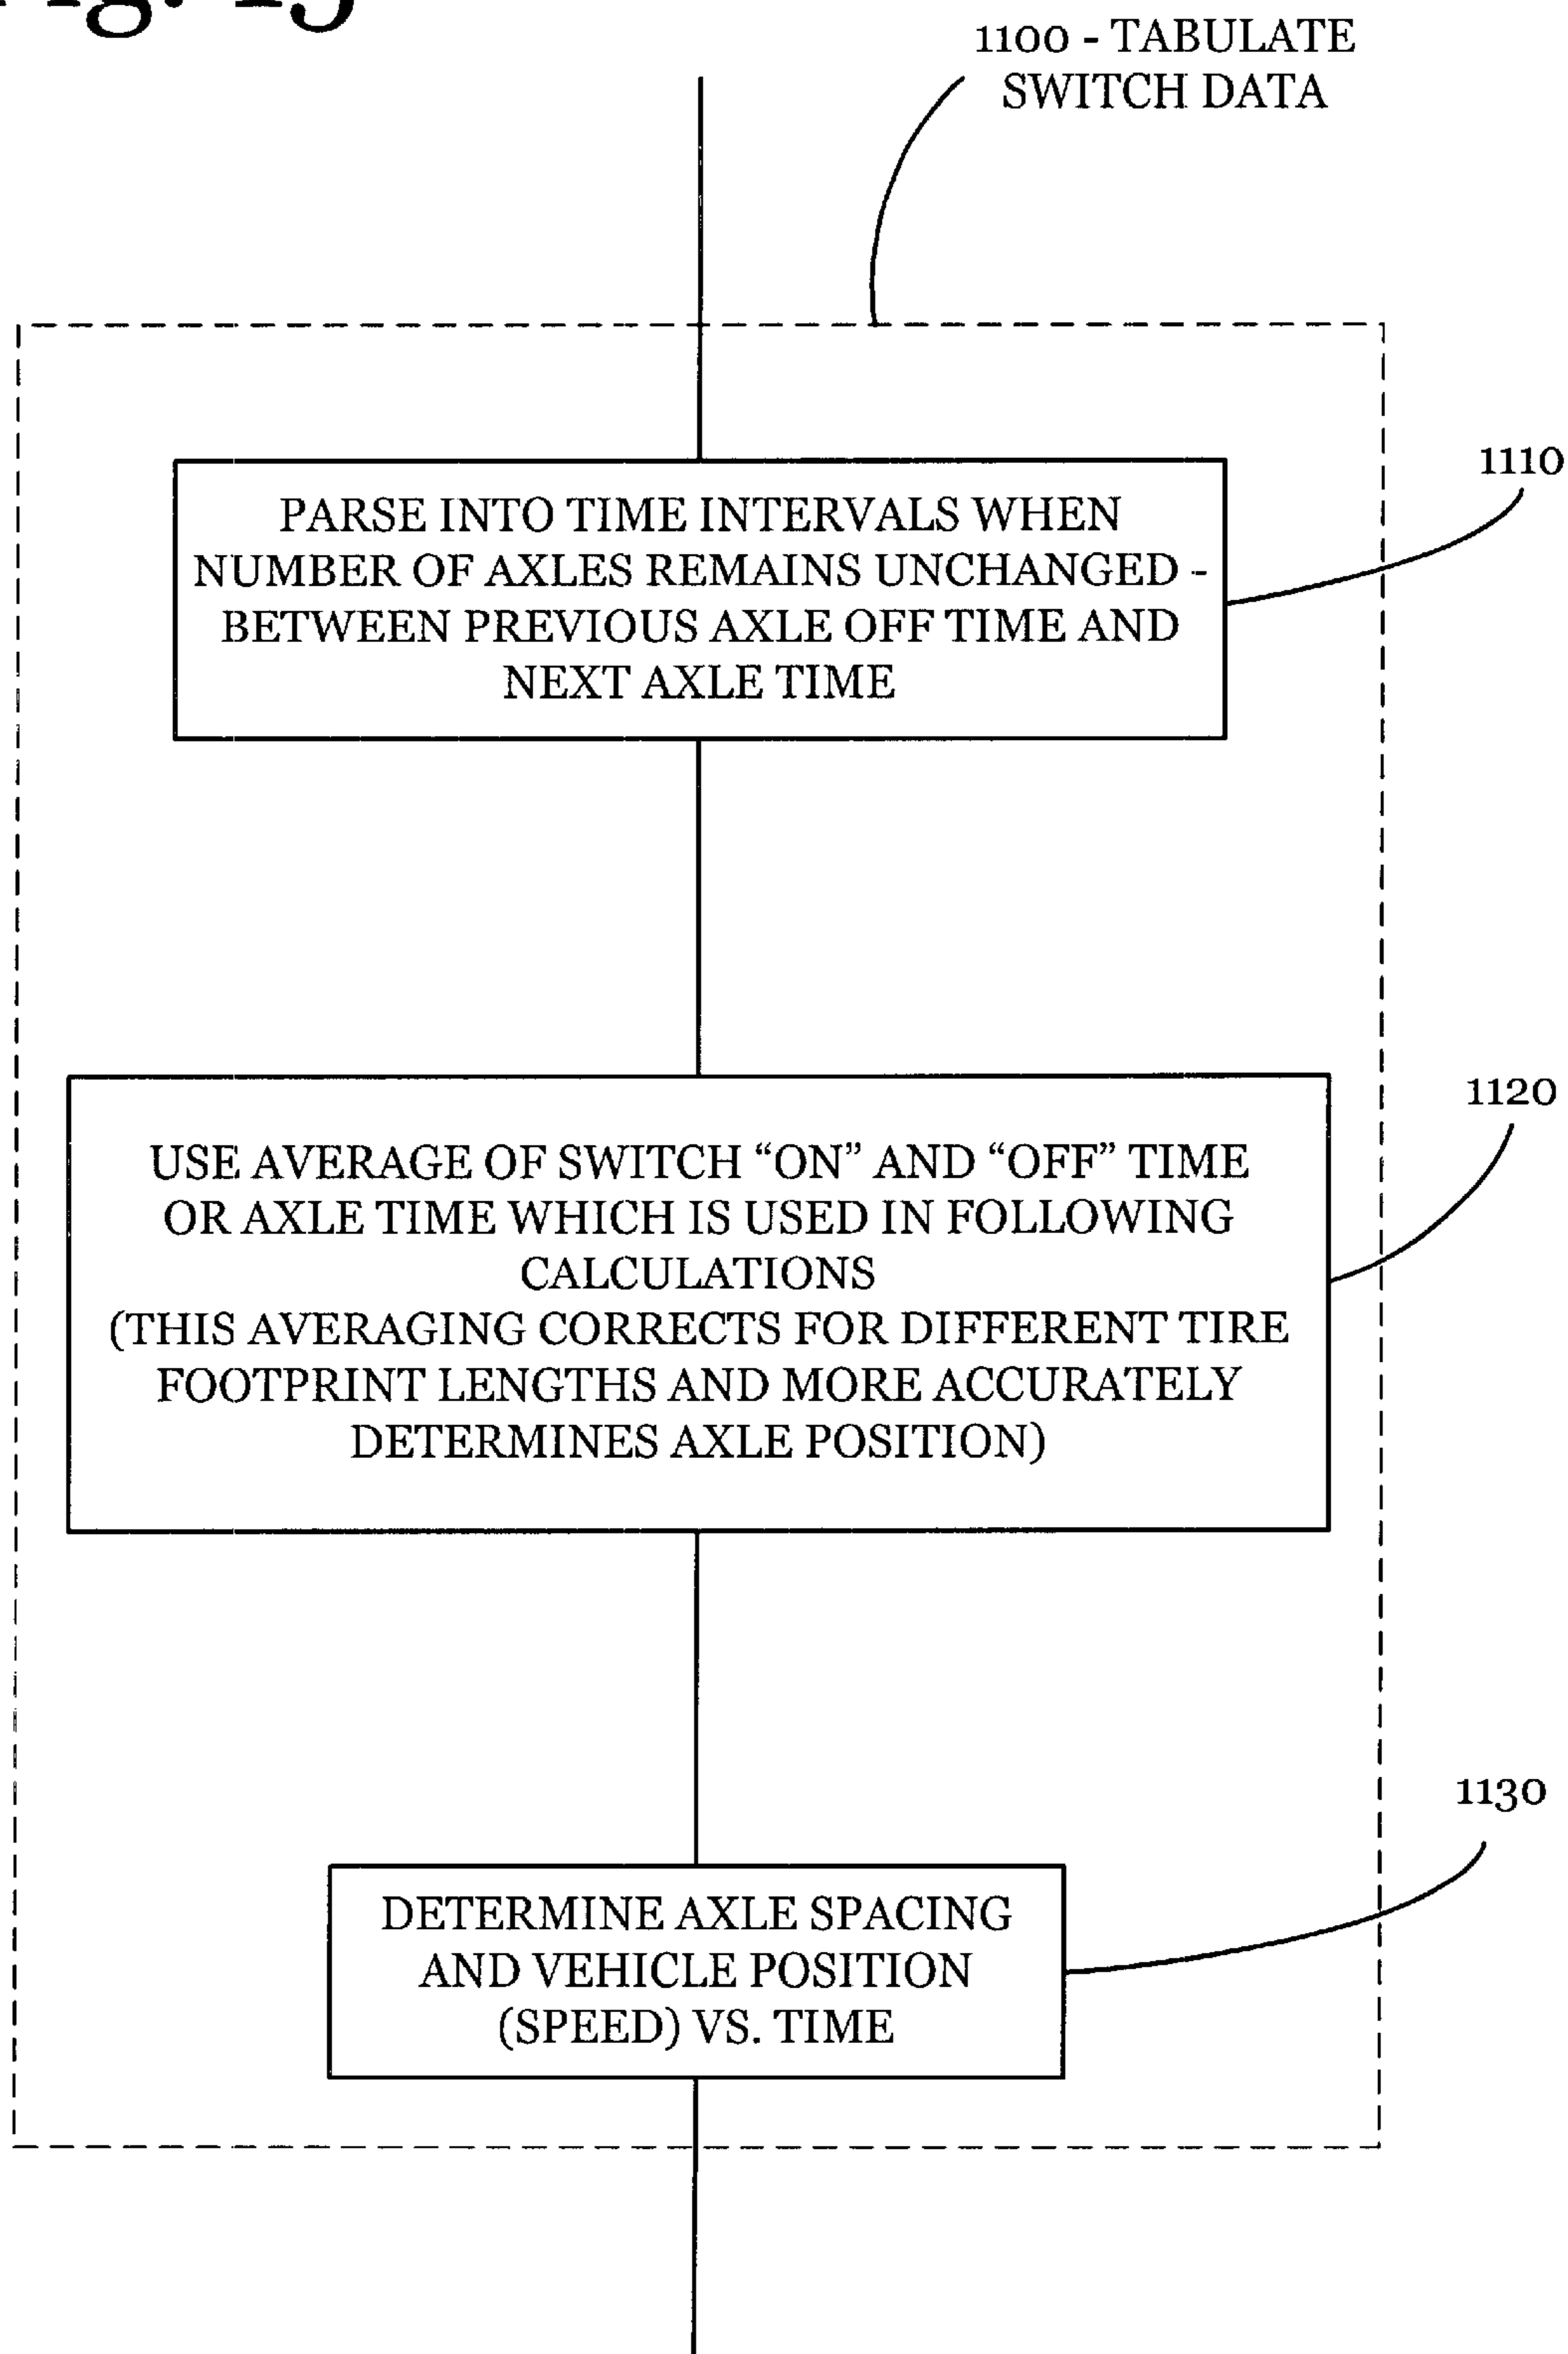 Fig. 15
1100 - TABULATE
SWITCH DATA
1110
PARSE INTO TIME INTERVALS WHEN
NUMBER OF AXLES REMAINS UNCHANGED -
BETWEEN PREVIOUS AXLE OFF TIME AND
NEXT AXLE TIME
1120
USE AVERAGE OF SWITCH “ON” AND “OFF” TIME
OR AXLE TIME WHICH IS USED IN FOLLOWING
CALCULATIONS
(THIS AVERAGING CORRECTS FOR DIFFERENT TIRE
FOOTPRINT LENGTHS AND MORE ACCURATELY
DETERMINES AXLE POSITION)
1130
DETERMINE AXLE SPACING
AND VEHICLE POSITION
(SPEED) VS. TIME